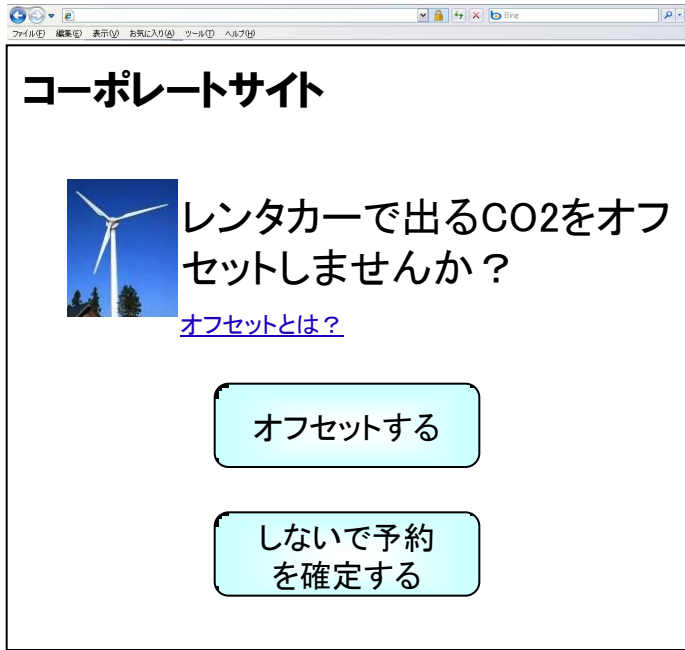 Bing
ファイル(F) 編集(E) 表示(V) お気に入り(A) ツール(T) ヘルプ(H)
コーポレートサイト
レンタカーで出るCO2をオフ
セットしませんか？
オフセットとは？
オフセットする
しないで予約
を確定する